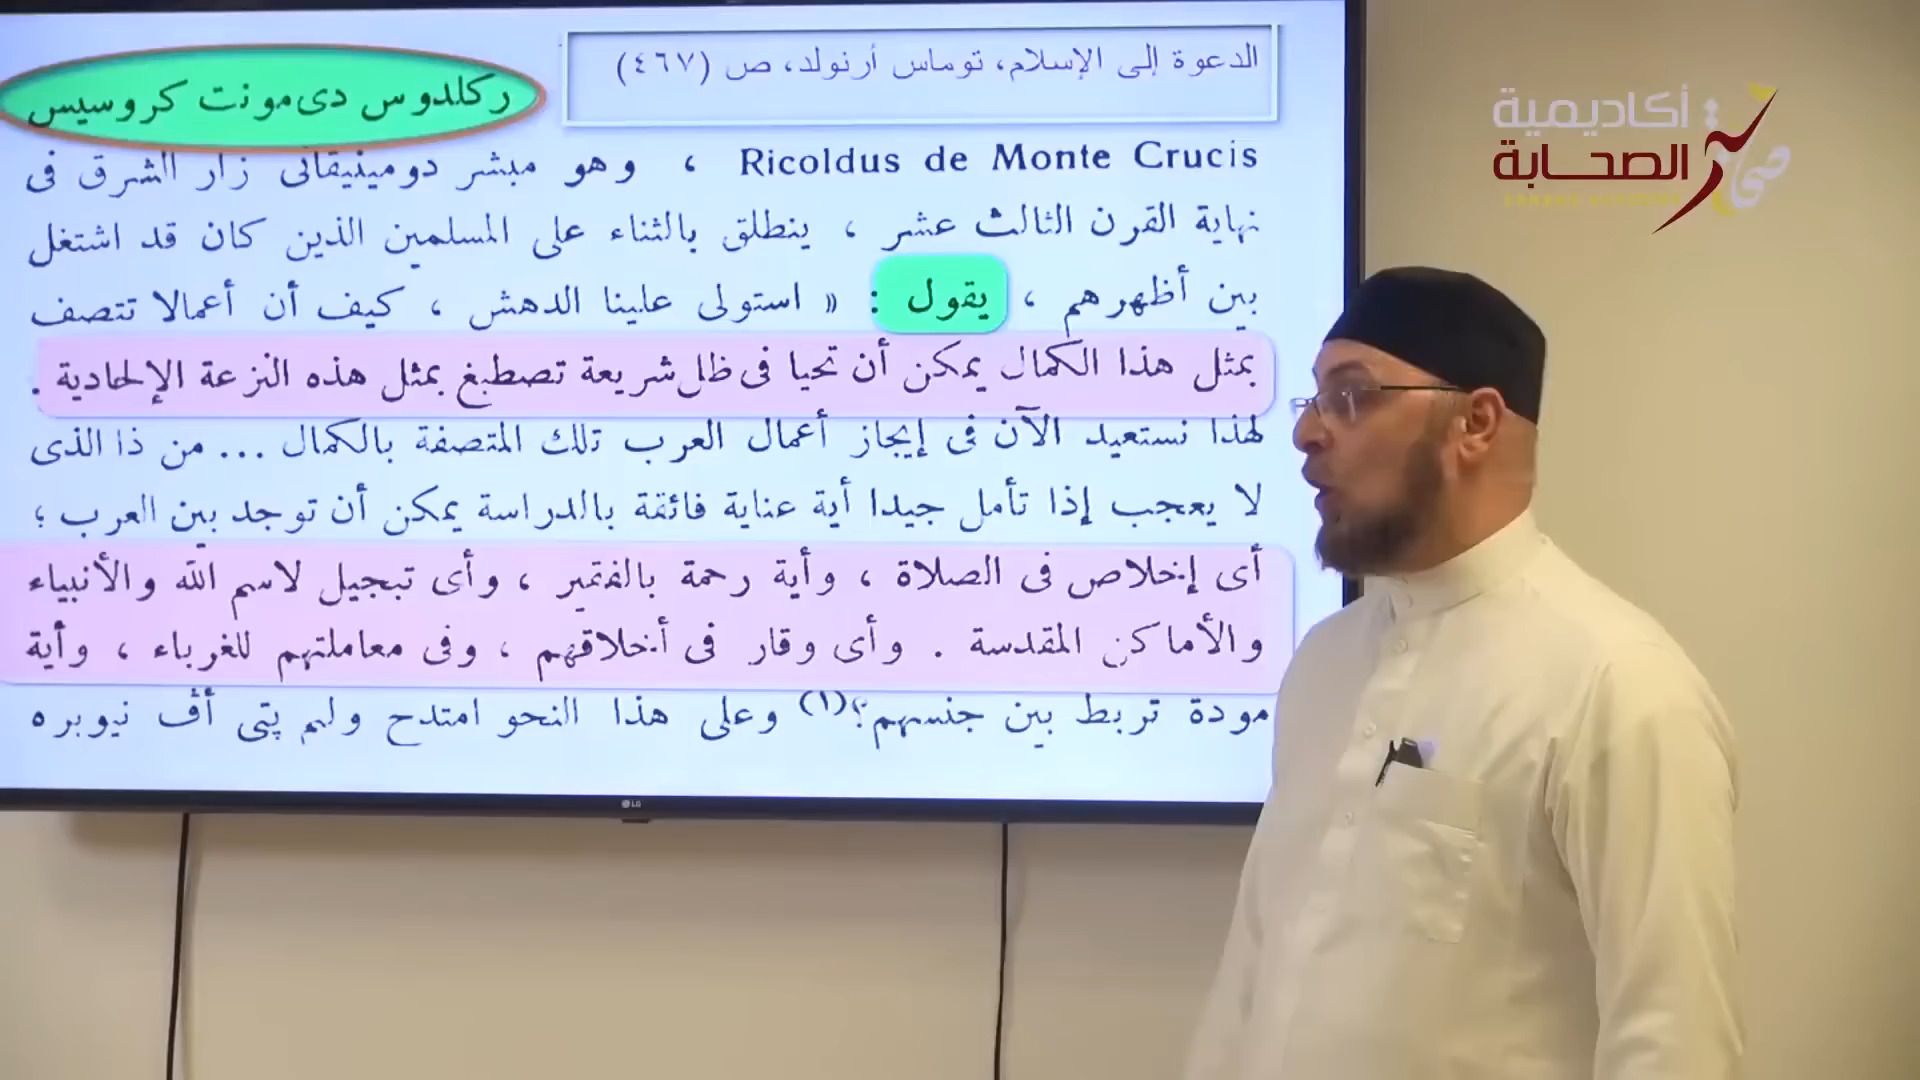 الدعوة إلى الإسلام، توماس أرنولد، ص (٤٦٧)
ركلدوس دى مونت كروسيس
Ricoldus de Monte Crucis ، وهو مبشر دومينيقانى زار الشرق فى
نهاية القرن الثالث عشر ، ينطلق بالثناء على المسلمين الذين كان قد اشتغل
بين أظهرهم ، يقول : « استولى علينا الدهش ، كيف أن أعمالا تتصف
بمثل هذا الكمال يمكن أن تحيا فى ظل شريعة تصطبغ بمثل هذه النزعة الإلحادية .
لهذا نستعيد الآن فى إيجاز أعمال العرب تلك المتصفة بالكمال ... من ذا الذى
لا يعجب إذا تأمل جيدا أية عناية فائقة بالدراسة يمكن أن توجد بين العرب ؛
أى إخلاص فى الصلاة ، وأية رحمة بالفقير ، وأى تبجيل لاسم الله والأنبياء
والأماكن المقدسة . وأى وقار فى أخلاقهم ، وفى معاملتهم للغرباء ، وأية
مودة تربط بين جنسهم؟(١) وعلى هذا النحو امتدح وليم پتى أڤ نيوبره
أكاديمية
الصحابة
LG